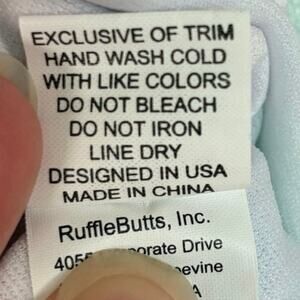 EXCLUSIVE OF TRIM
HAND WASH COLD
WITH LIKE COLORS
DO NOT BLEACH
DO NOT IRON
LINE DRY
DESIGNED IN USA
MADE IN CHINA
RuffleButts, Inc.
Drive